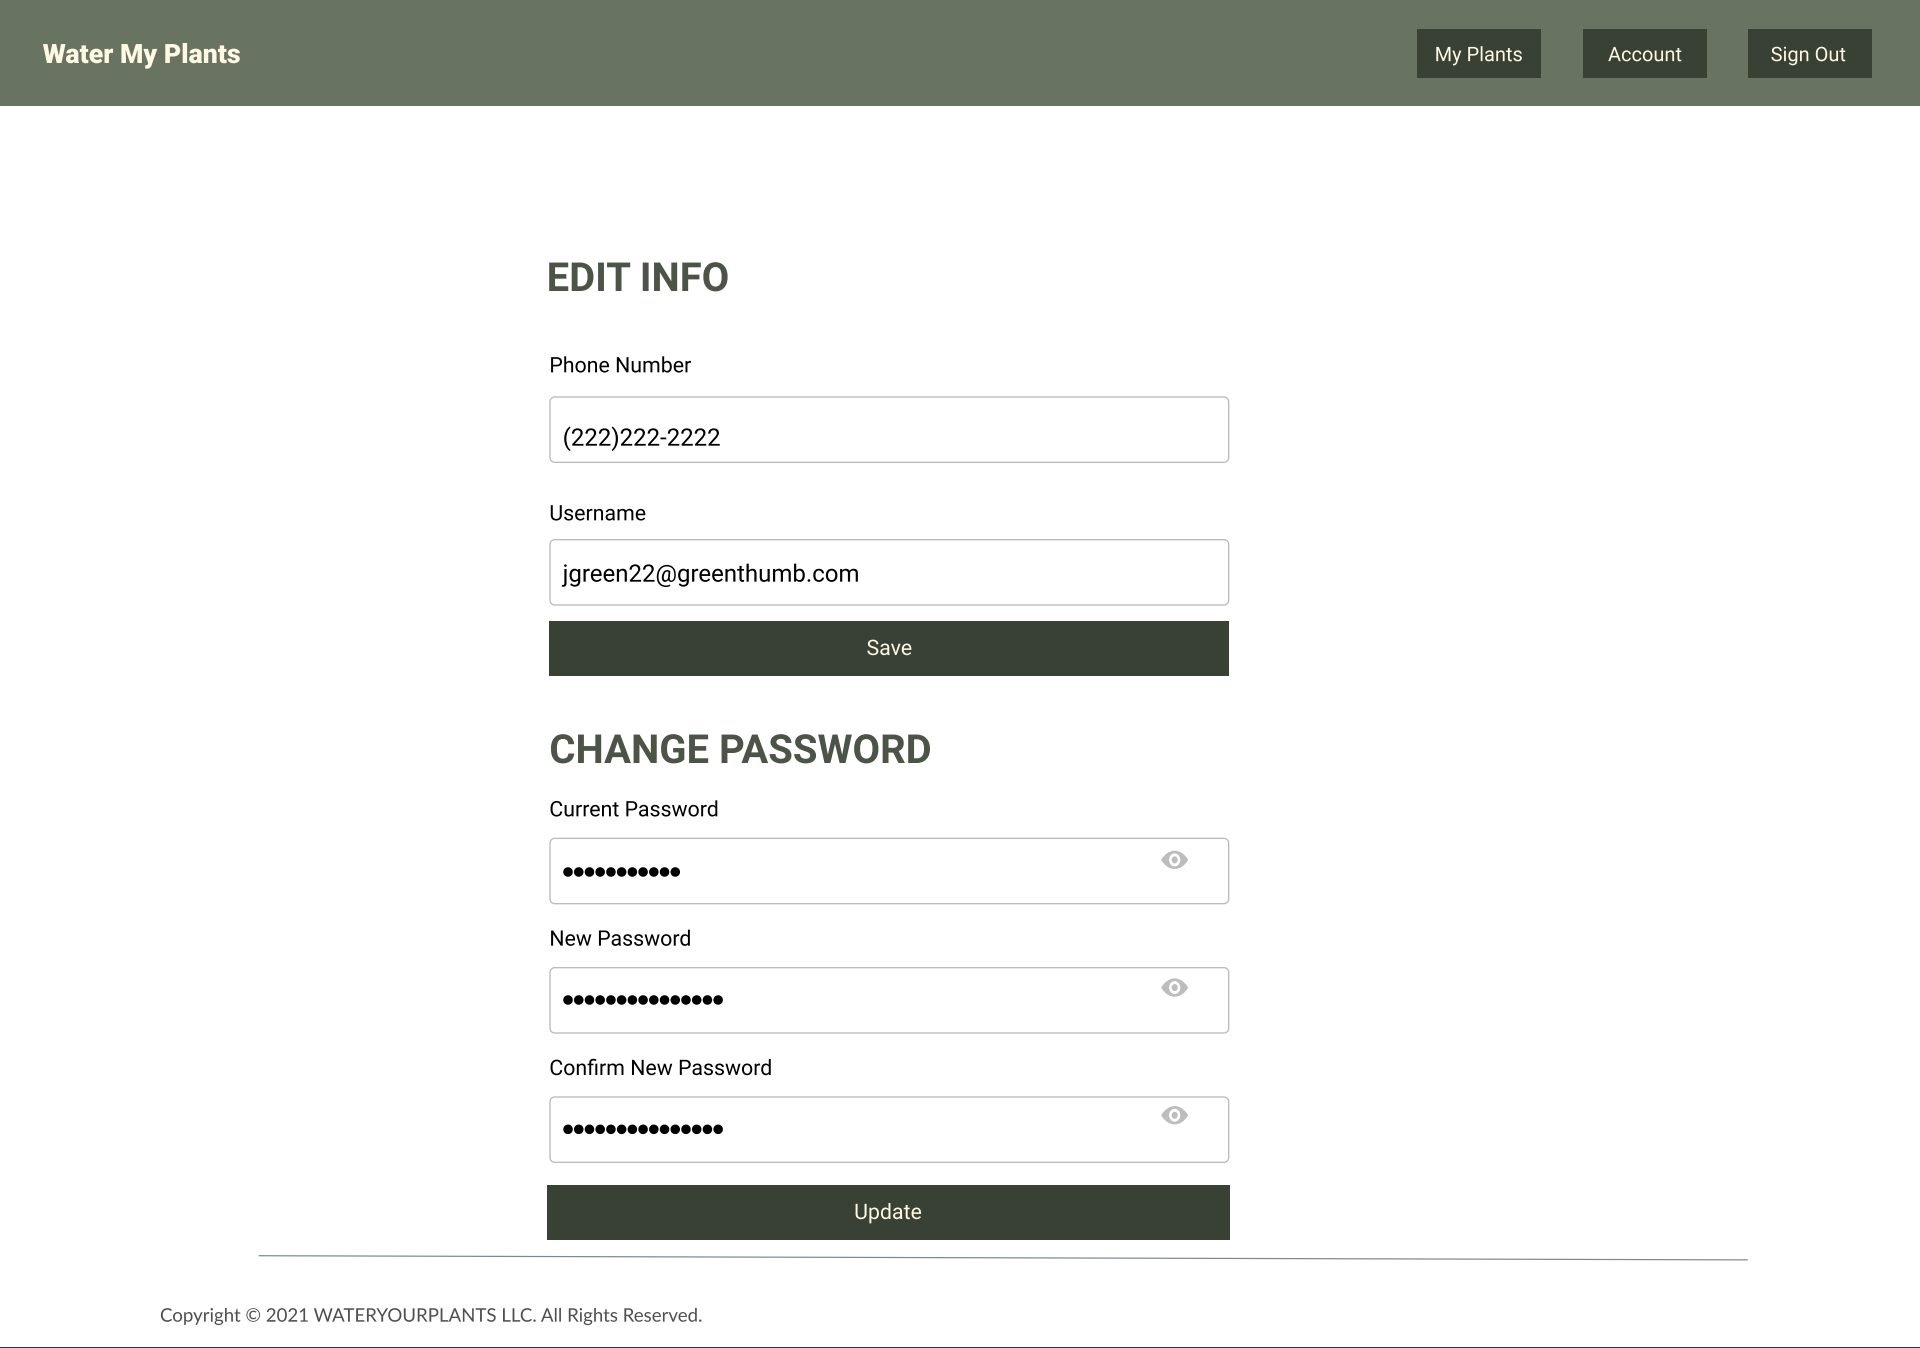 Water My Plants
My Plants
Account
Sign Out
EDIT INFO
Phone Number
(222)222-2222
Username
jgreen22@greenthumb.com
Save
CHANGE PASSWORD
Current Password
•••••••••••
New Password
•••••••••••••••
Confirm New Password
•••••••••••••••
Update
Copyright © 2021 WATERYOURPLANTS LLC. All Rights Reserved.